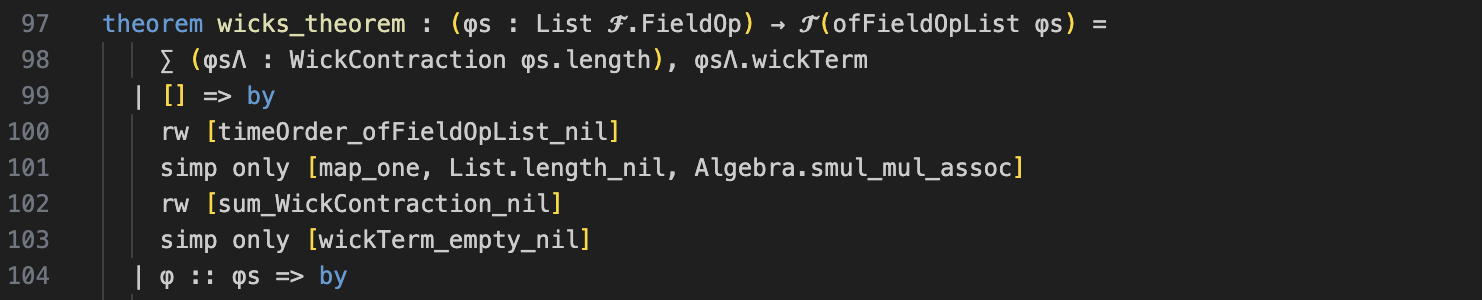 97 theorem wicks_theorem : (φs : List 𝓕.FieldOp) → 𝓣(ofFieldOpList φs) =
98 ∑ (φsΛ : WickContraction φs.length), φsΛ.wickTerm
99 | [] => by
100 rw [timeOrder_ofFieldOpList_nil]
101 simp only [map_one, List.length_nil, Algebra.smul_mul_assoc]
102 rw [sum_WickContraction_nil]
103 simp only [wickTerm_empty_nil]
104 | φ :: φs => by